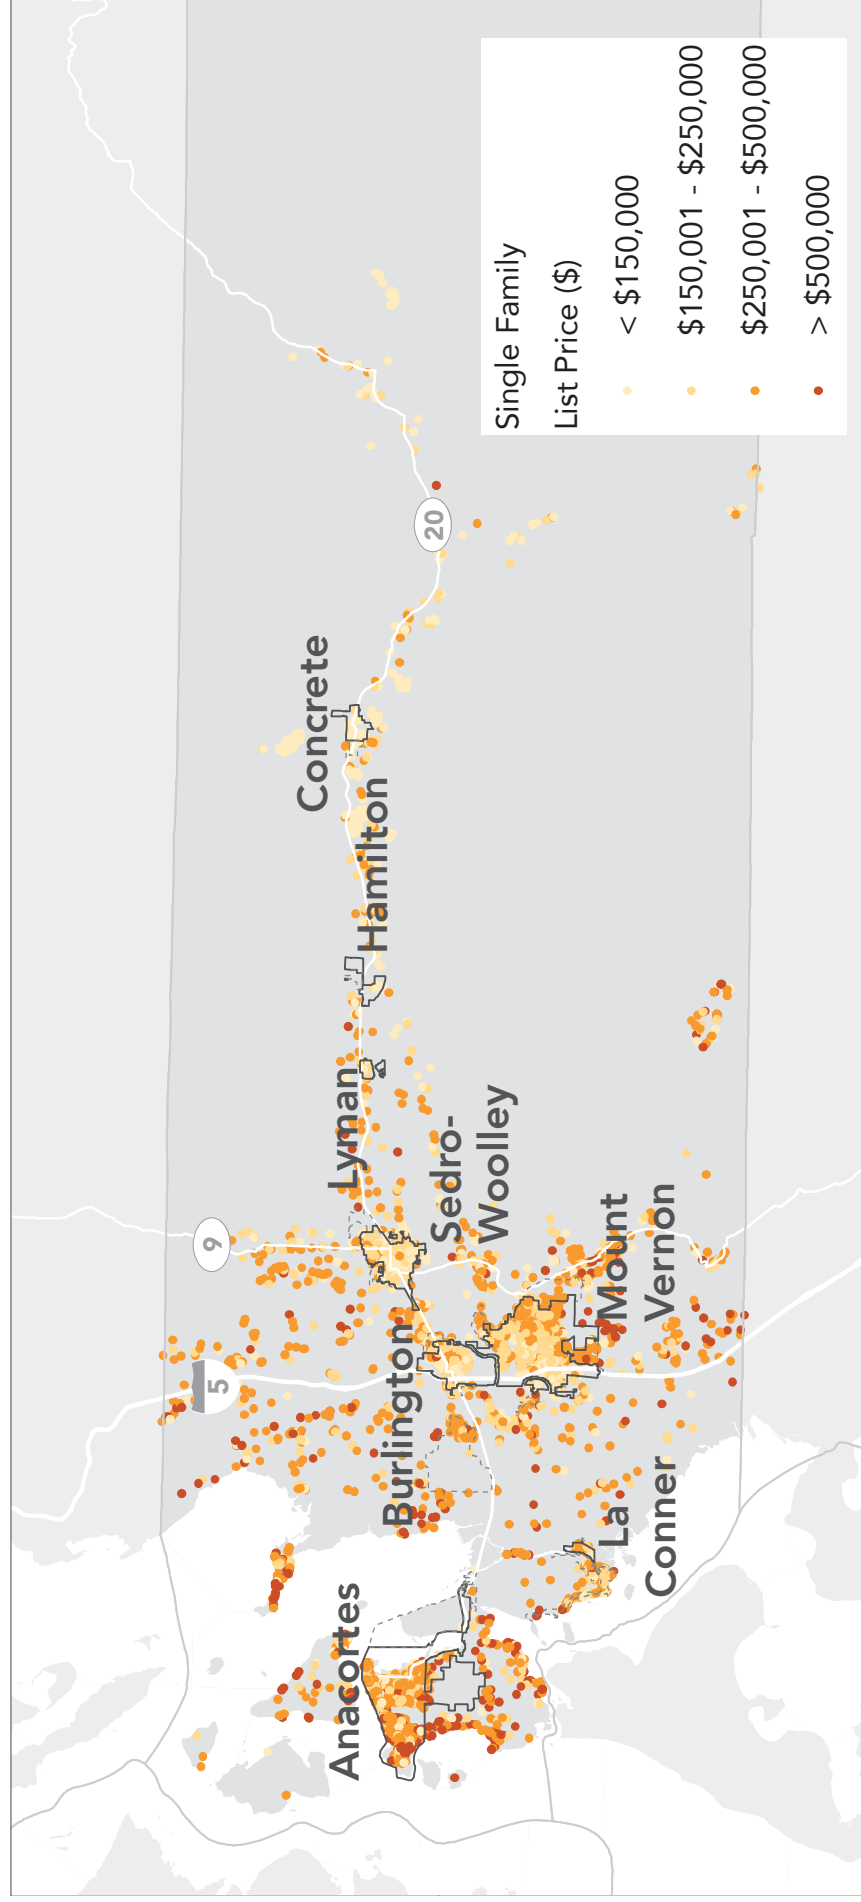 Anacortes
La
Conner
Burlington
5
Mount
Vernon
9
Sedro-
Woolley
Lyman
Hamilton
Concrete
20
Single Family
List Price ($)
< $150,000
$150,001 - $250,000
$250,001 - $500,000
> $500,000